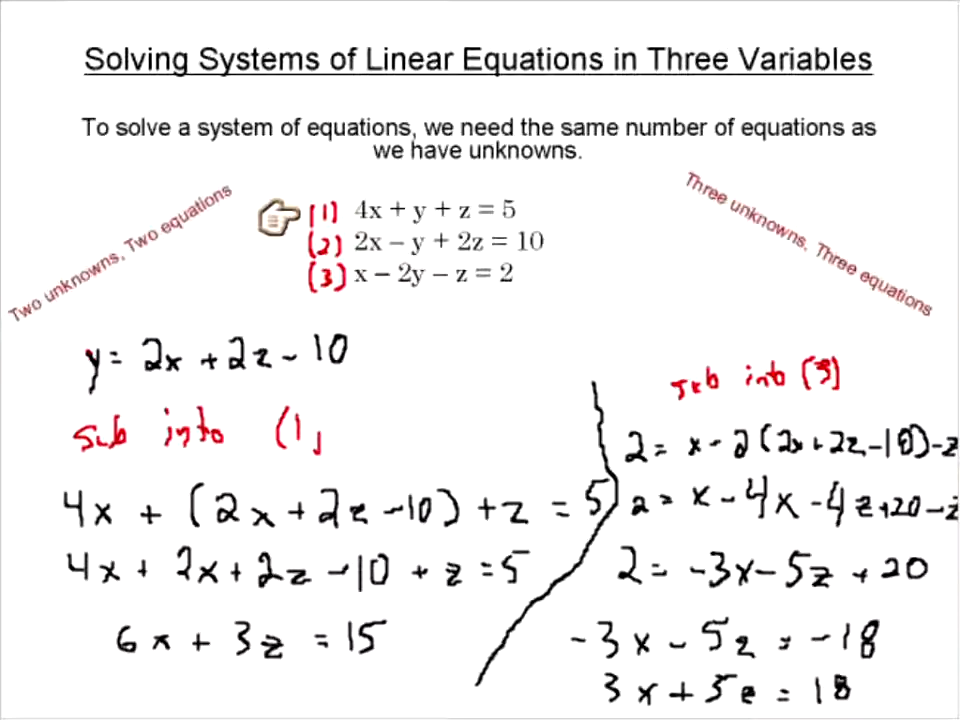 Solving Systems of Linear Equations in Three Variables
To solve a system of equations, we need the same number of equations as
we have unknowns.
Two unknowns, Two equations
Three unknowns. Three equations
(1) 4x + y + z = 5
(2) 2x – y + 2z = 10
(3) x – 2y – z = 2
y = 2x + 2z - 10
sub into (1)
4x + (2x + 2z - 10) + z = 5
4x + 2x + 2z - 10 + z = 5
6x + 3z = 15
sub into (3)
2 = x - 2(2x + 2z - 10) - z
2 = x - 4x - 4z + 20 - z
2 = -3x - 5z + 20
-3x - 5z = -18
3x + 5z = 18